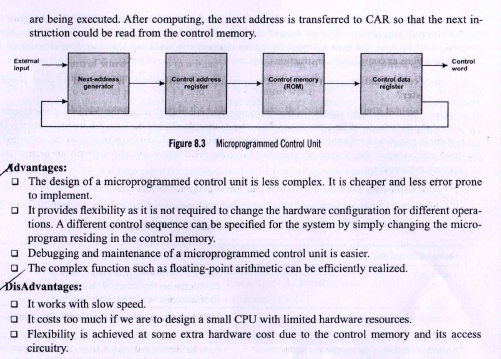 are being executed. After computing, the next address is transferred to CAR so that the next in-
struction could be read from the control memory.
External
input
Next-address
generator
Control address
register
Control memory
(ROM)
Control data
register
Control
word
Figure 8.3 Microprogrammed Control Unit
Advantages:
❑ The design of a microprogrammed control unit is less complex. It is cheaper and less error prone
to implement.
❑ It provides flexibility as it is not required to change the hardware configuration for different opera-
tions. A different control sequence can be specified for the system by simply changing the micro-
program residing in the control memory.
❑ Debugging and maintenance of a microprogrammed control unit is easier.
❑ The complex function such as floating-point arithmetic can be efficiently realized.
DisAdvantages:
❑ It works with slow speed.
❑ It costs too much if we are to design a small CPU with limited hardware resources.
❑ Flexibility is achieved at some extra hardware cost due to the control memory and its access
circuitry.